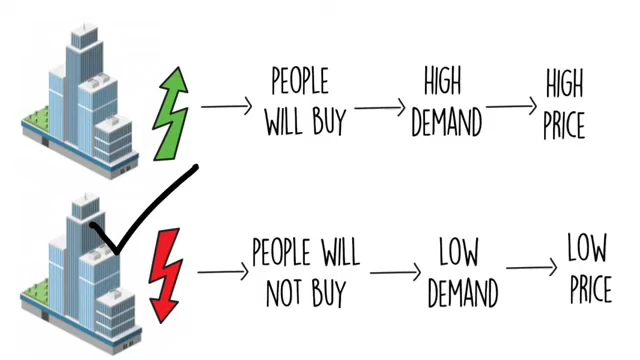 PEOPLE
WILL BUY
HIGH
DEMAND
HIGH
PRICE
PEOPLE WILL
NOT BUY
LOW
DEMAND
LOW
PRICE